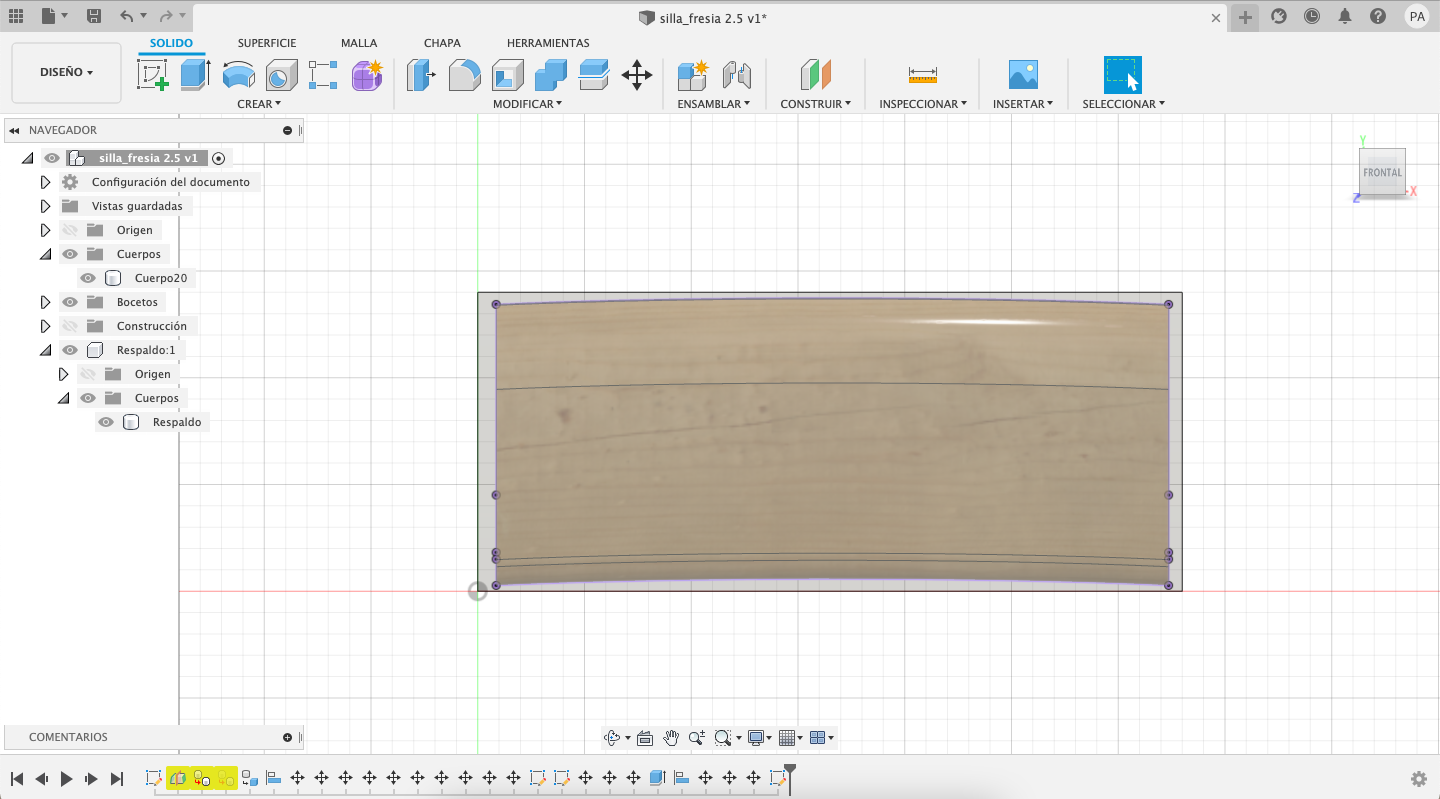 silla_fresia 2.5 v1*
PA
DISEÑO
SOLIDO
SUPERFICIE
MALLA
CHAPA
HERRAMIENTAS
CREAR
MODIFICAR
ENSAMBLAR
CONSTRUIR
INSPECCIONAR
INSERTAR
SELECCIONAR
NAVEGADOR
silla_fresia 2.5 v1
Configuración del documento
Vistas guardadas
Origen
Cuerpos
Cuerpo20
Bocetos
Construcción
Respaldo:1
Origen
Cuerpos
Respaldo
Y
FRONTAL
X
Z
COMENTARIOS